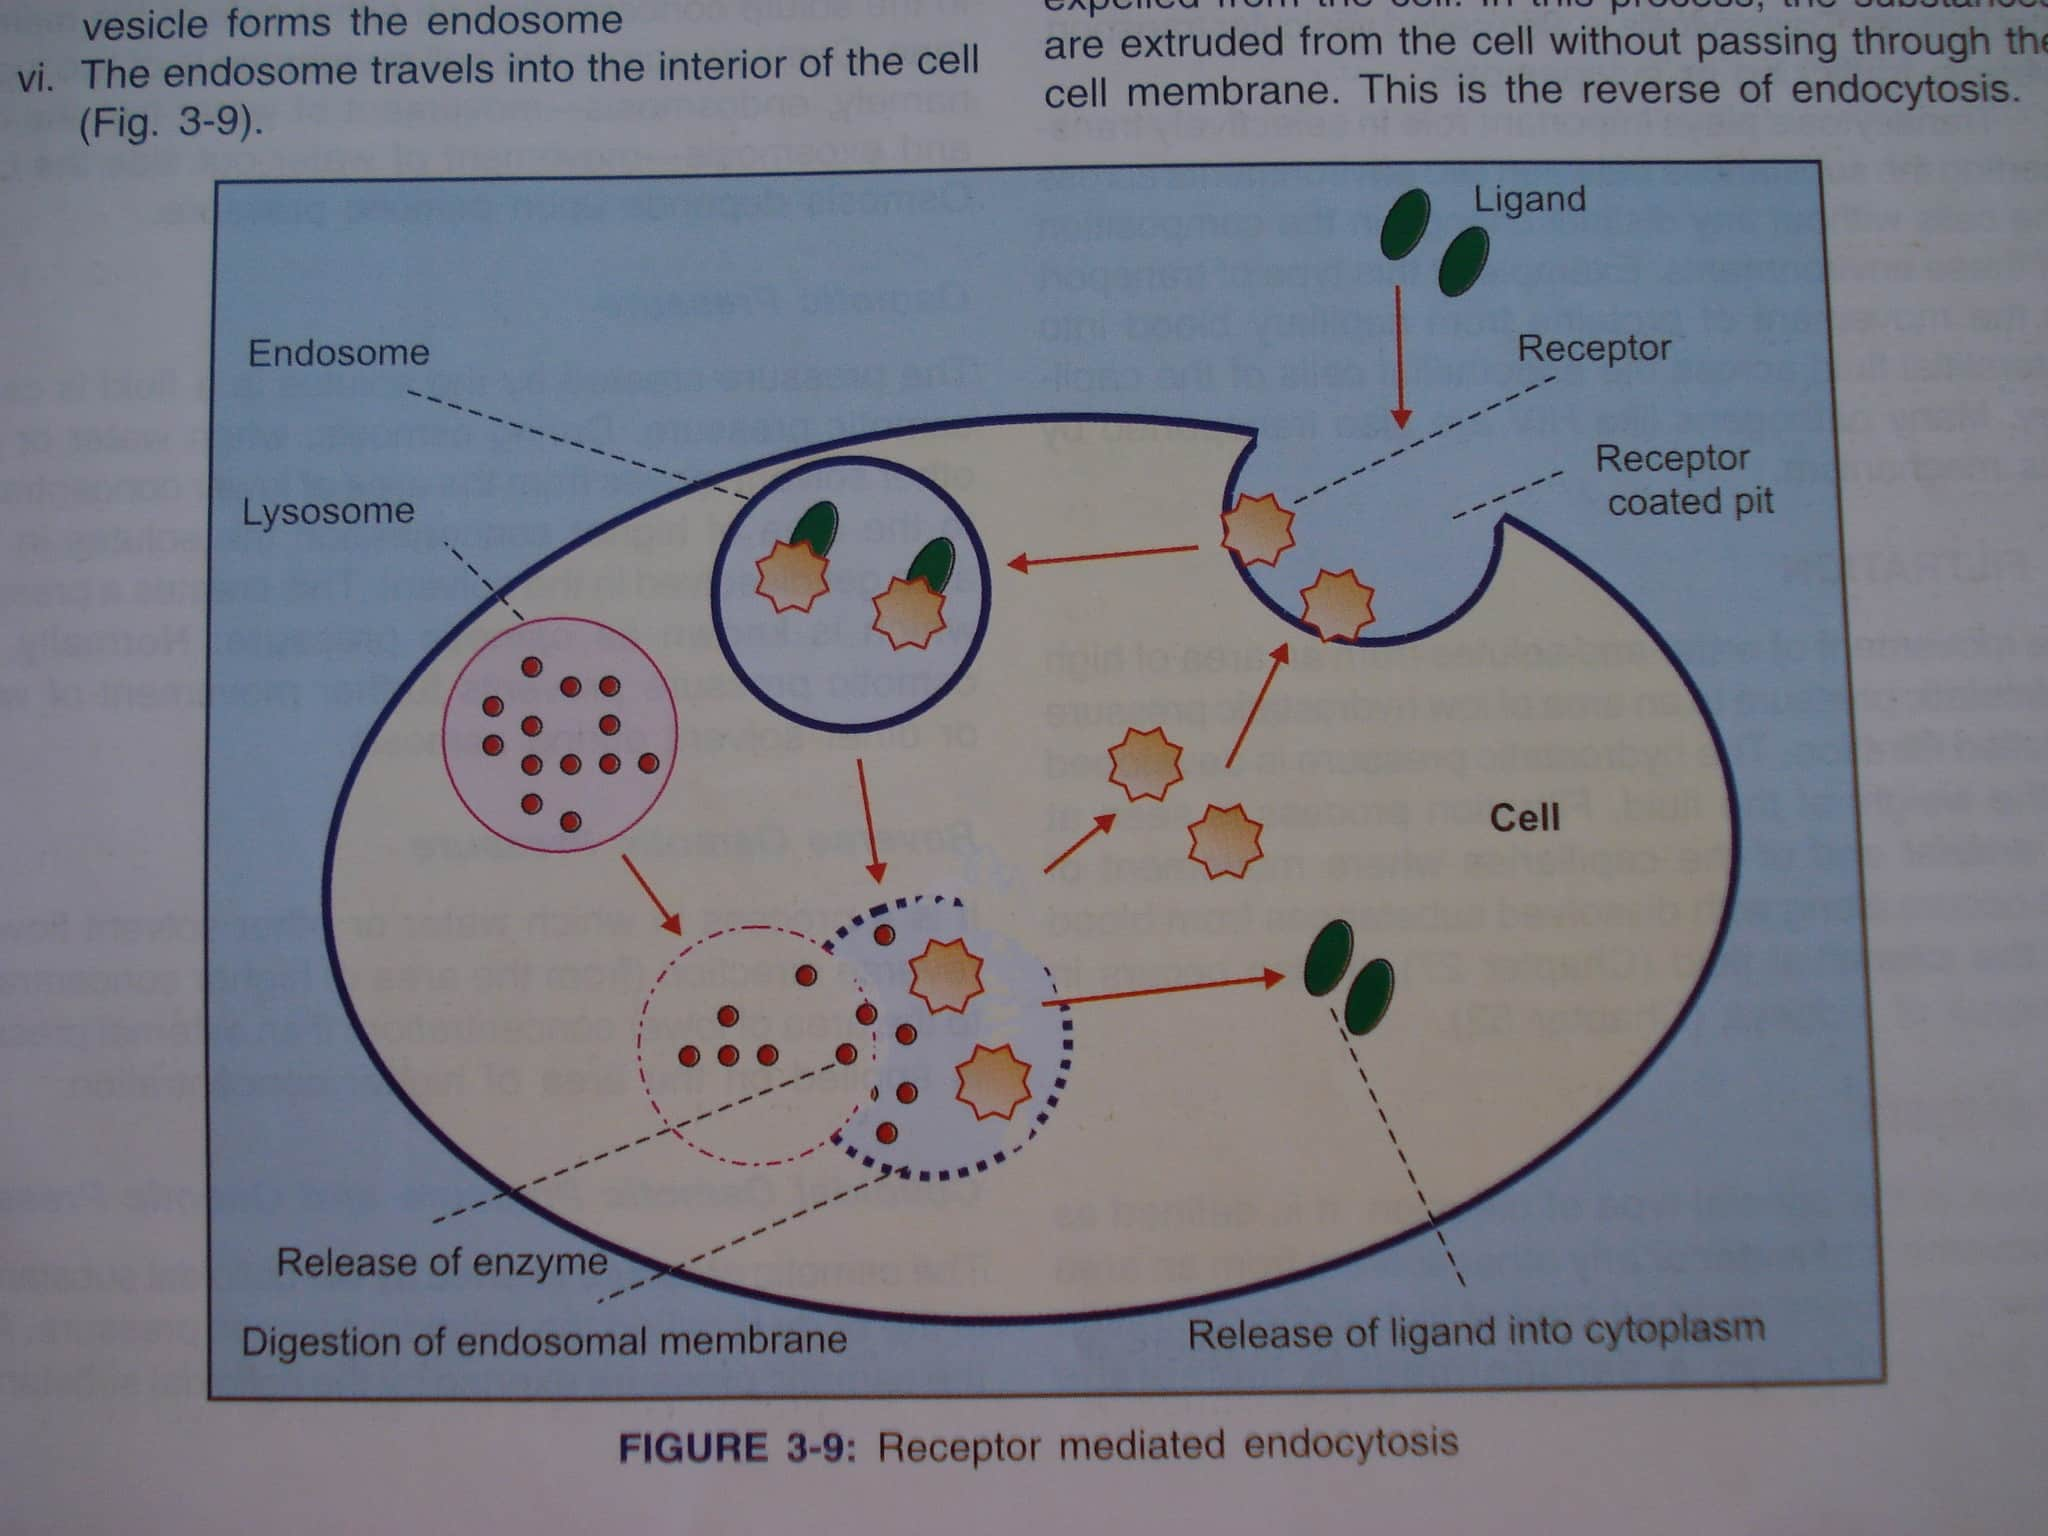 vesicle forms the endosome
vi. The endosome travels into the interior of the cell
(Fig. 3-9).
are extruded from the cell without passing through the
cell membrane. This is the reverse of endocytosis.
Ligand
Endosome
Receptor
Lysosome
Receptor
coated pit
Cell
Release of enzyme
Digestion of endosomal membrane
Release of ligand into cytoplasm
FIGURE 3-9: Receptor mediated endocytosis